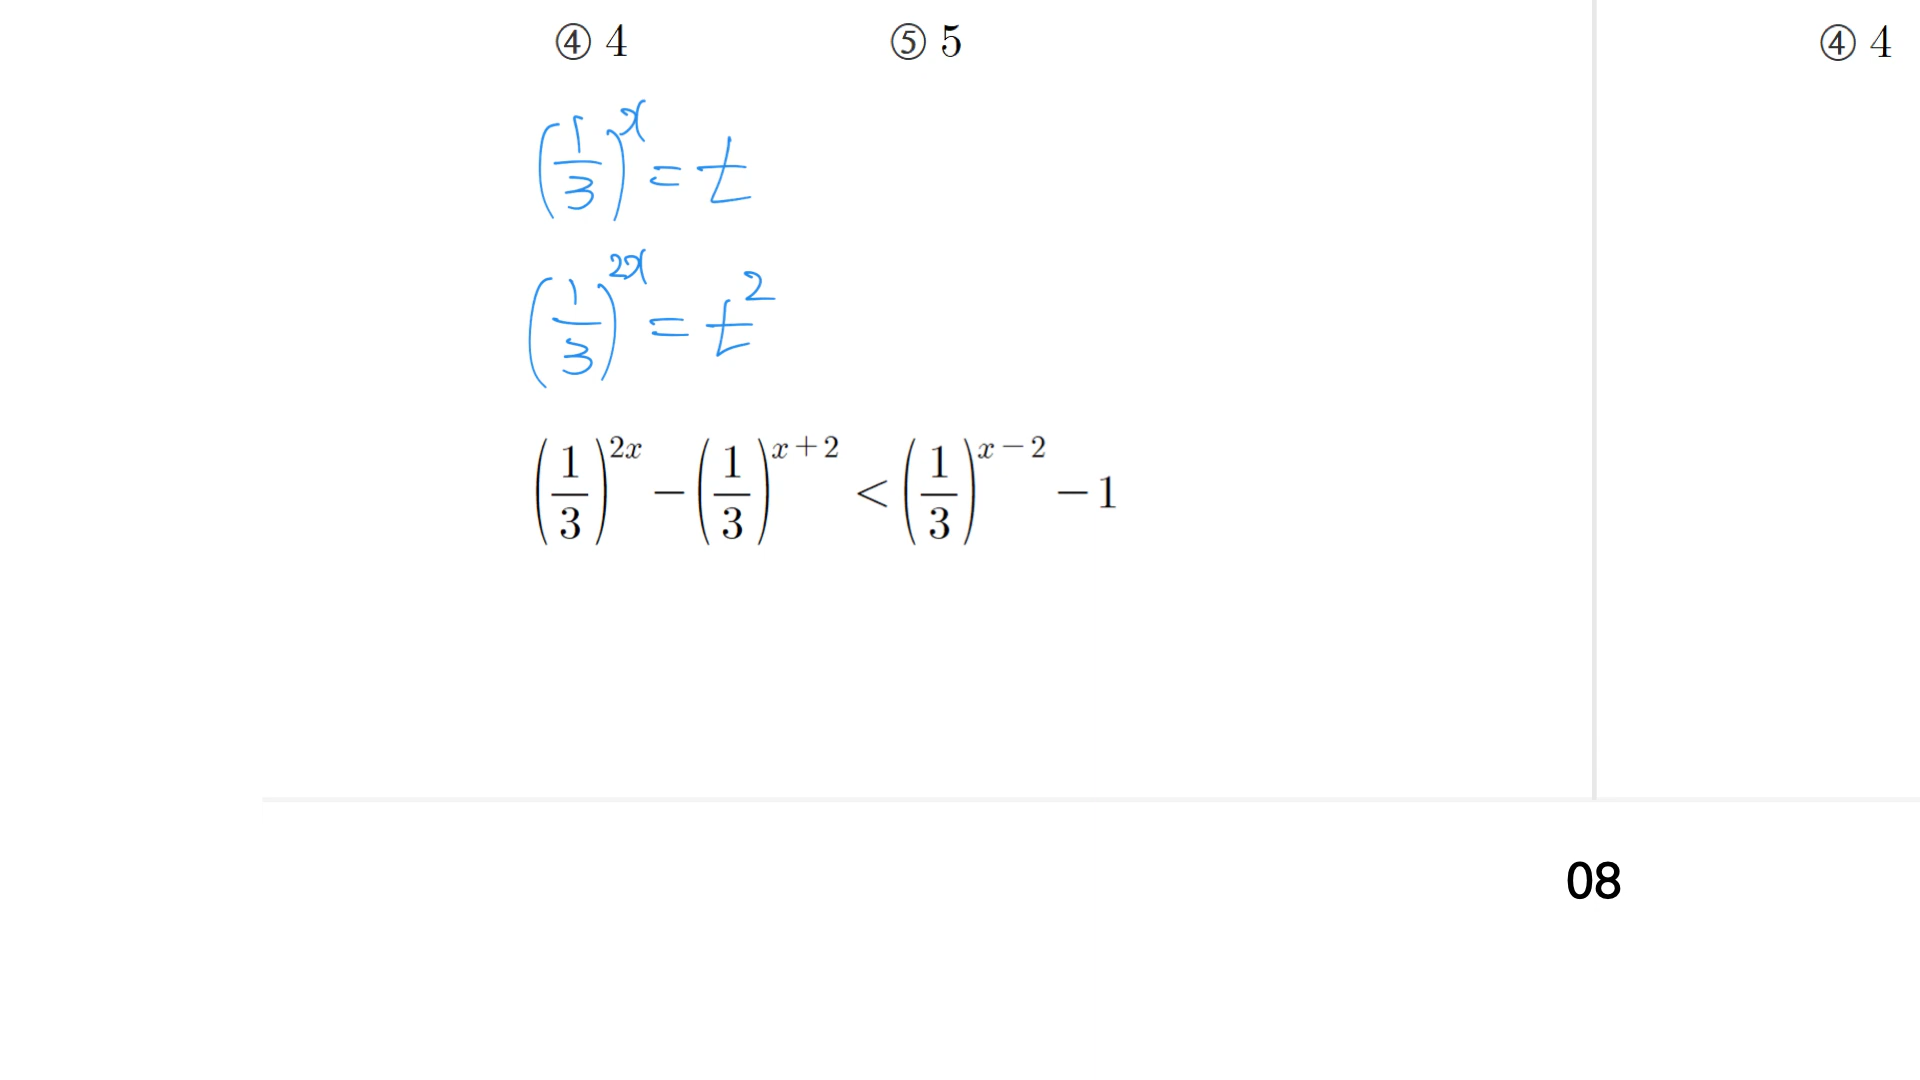 ④ 4 ⑤ 5 ④ 4
(1/3)^x = t
(1/3)^2x = t^2
(1/3)^2x − (1/3)^x+2 < (1/3)^x−2 − 1
08